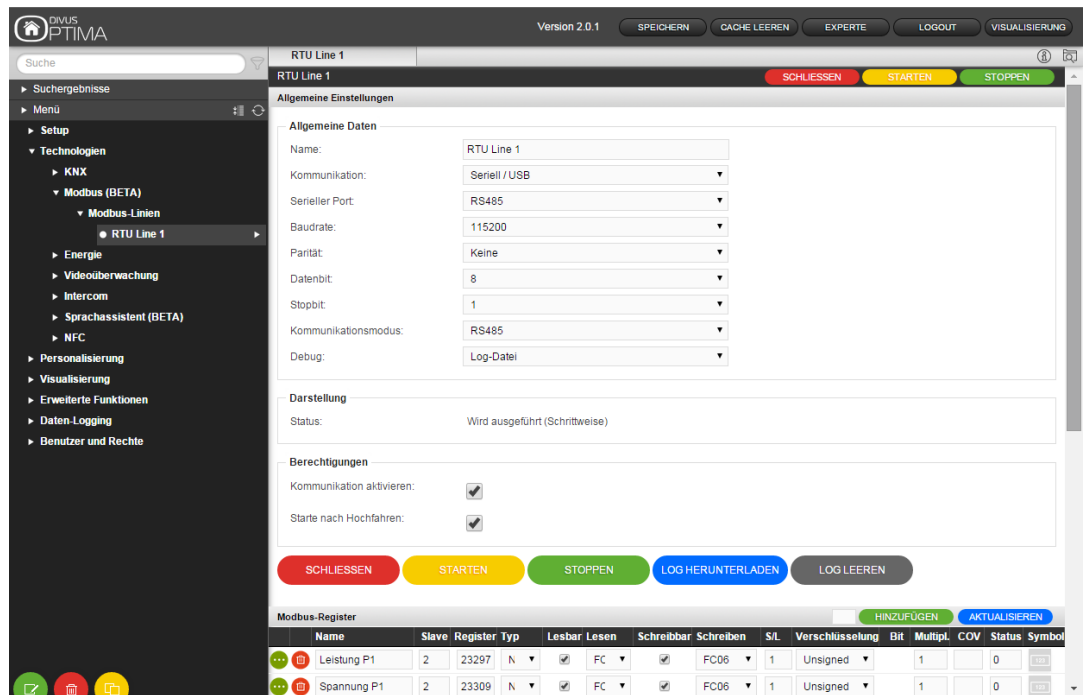 DIVUS
OPTIMA
Version 2.0.1
SPEICHERN
CACHE LEEREN
EXPERTE
LOGOUT
VISUALISIERUNG
Suche
Suchergebnisse
Menü
Setup
Technologien
KNX
Modbus (BETA)
Modbus-Linien
RTU Line 1
Energie
Videoüberwachung
Intercom
Sprachassistent (BETA)
NFC
Personalisierung
Visualisierung
Erweiterte Funktionen
Daten-Logging
Benutzer und Rechte
RTU Line 1
RTU Line 1 SCHLIESSEN STARTEN STOPPEN
Allgemeine Einstellungen
Allgemeine Daten
Name: RTU Line 1
Kommunikation: Seriell / USB
Serieller Port: RS485
Baudrate: 115200
Parität: Keine
Datenbit: 8
Stopbit: 1
Kommunikationsmodus: RS485
Debug: Log-Datei
Darstellung
Status: Wird ausgeführt (Schrittweise)
Berechtigungen
Kommunikation aktivieren:
Starte nach Hochfahren:
SCHLIESSEN STARTEN STOPPEN LOG HERUNTERLADEN LOG LEEREN
Modbus-Register HINZUFÜGEN AKTUALISIEREN
Name Slave Register Typ Lesbar Lesen Schreibbar Schreiben S/L Verschlüsselung Bit Multipl. COV Status Symbol
Leistung P1 2 23297 N FC FC06 1 Unsigned 1 0
Spannung P1 2 23309 N FC FC06 1 Unsigned 1 0